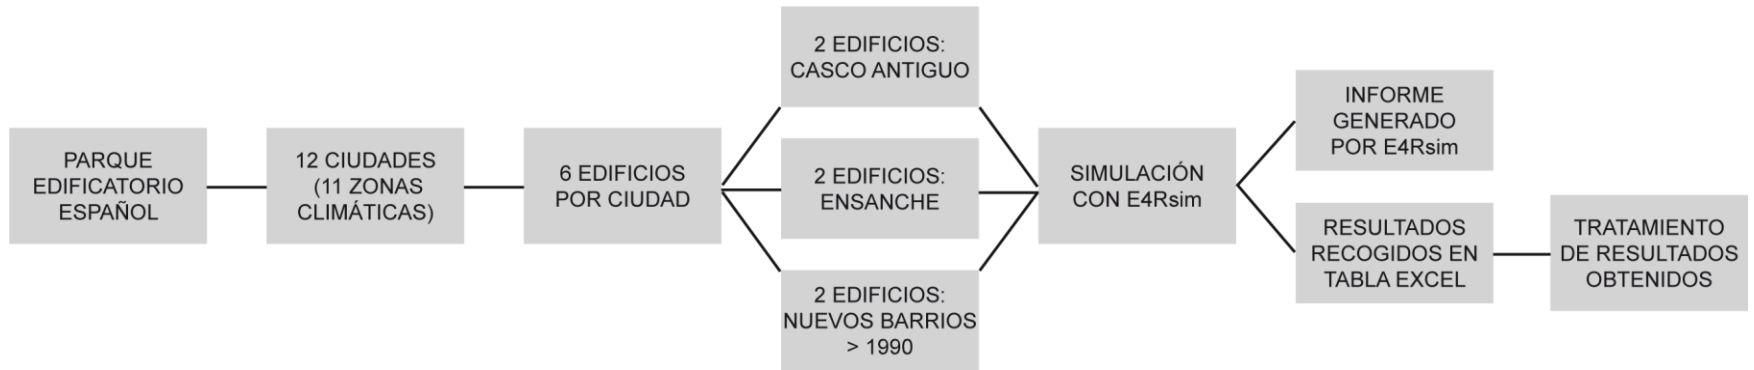 PARQUE
EDIFICATORIO
ESPAÑOL
12 CIUDADES
(11 ZONAS
CLIMÁTICAS)
6 EDIFICIOS
POR CIUDAD
2 EDIFICIOS:
CASCO ANTIGUO
2 EDIFICIOS:
ENSANCHE
2 EDIFICIOS:
NUEVOS BARRIOS
> 1990
SIMULACIÓN
CON E4Rsim
INFORME
GENERADO
POR E4Rsim
RESULTADOS
RECOGIDOS EN
TABLA EXCEL
TRATAMIENTO
DE RESULTADOS
OBTENIDOS